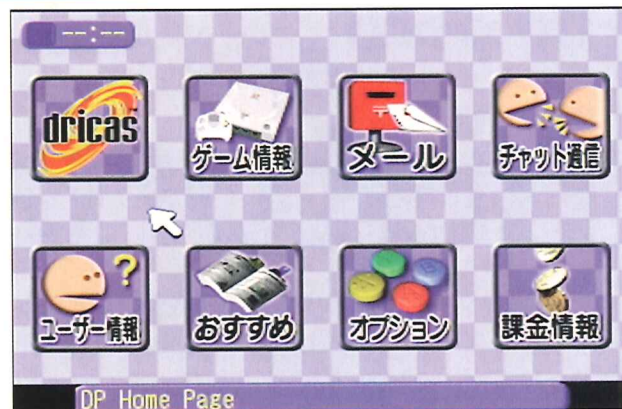 --:--
dricas
ゲーム情報
メール
チャット通信
ユーザー情報
おすすめ
オプション
課金情報
DP Home Page